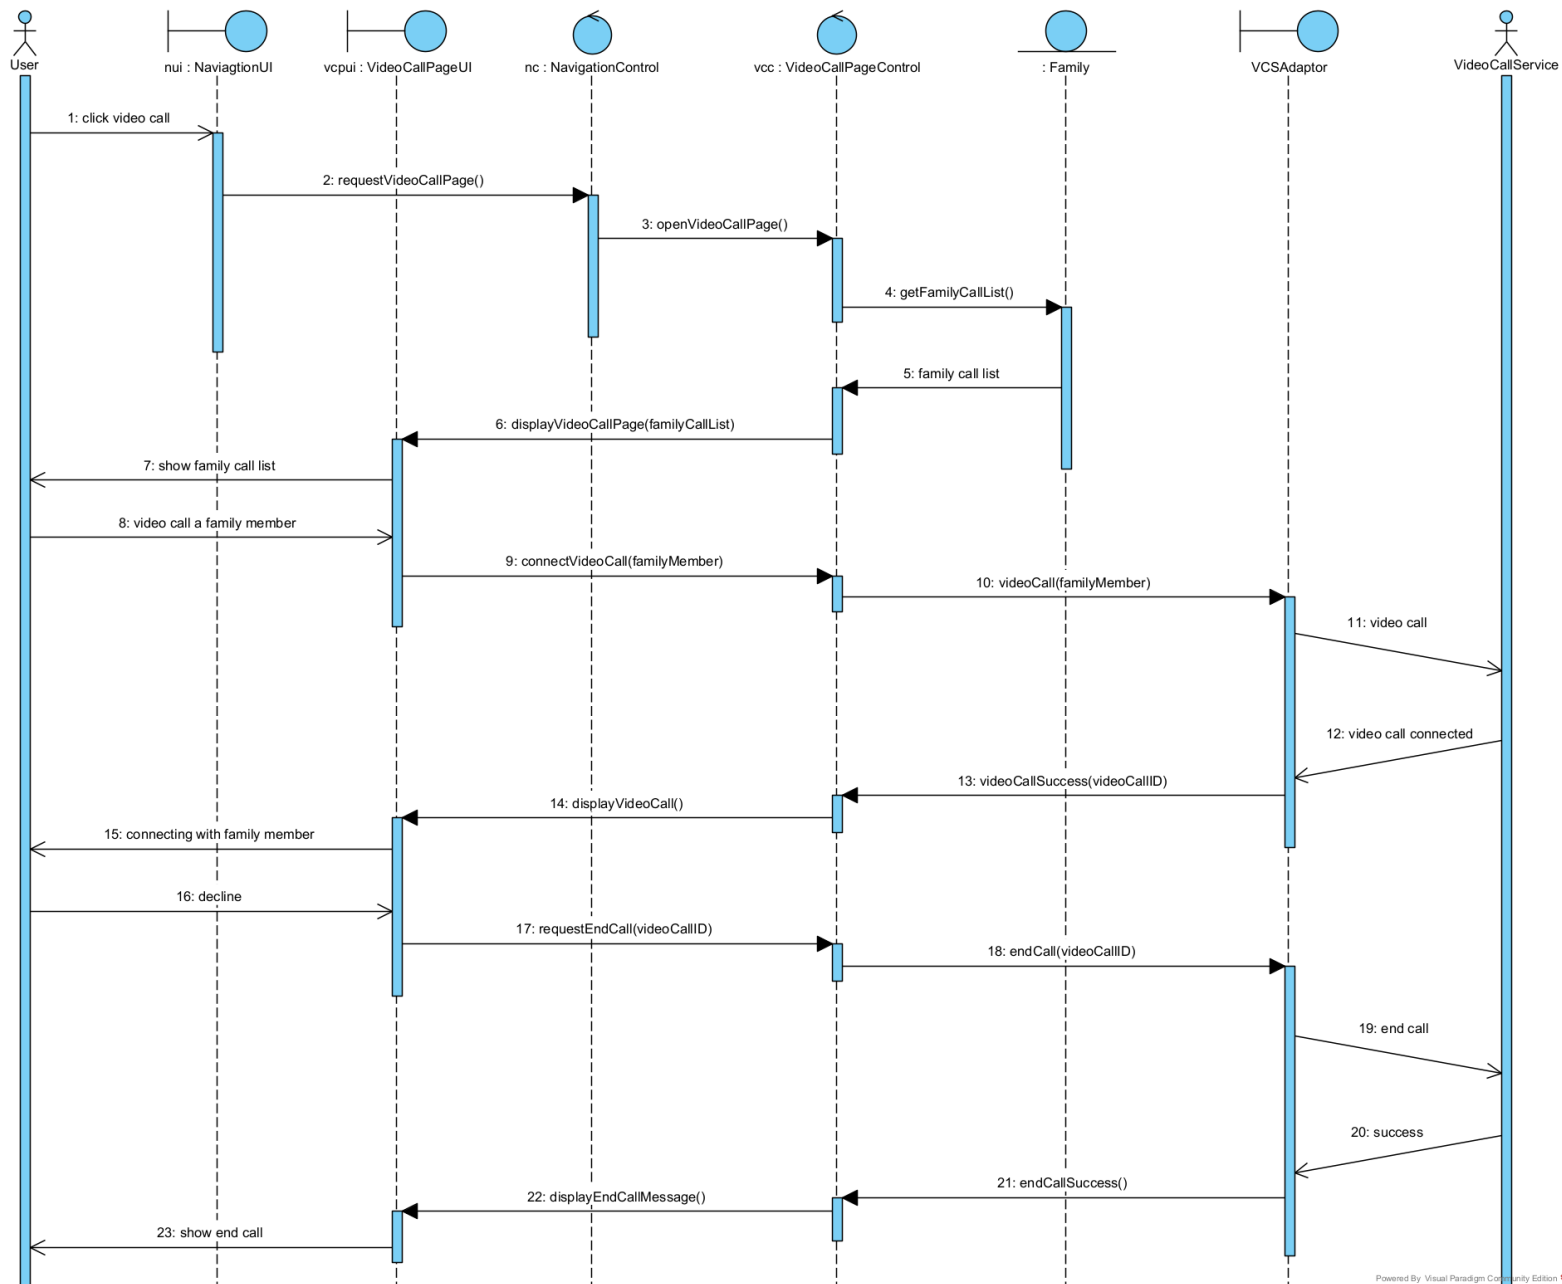 User
nui : NaviagtionUI
vcpui : VideoCallPageUI
nc : NavigationControl
vcc : VideoCallPageControl
: Family
VCSAdaptor
VideoCallService
1: click video call
2: requestVideoCallPage()
3: openVideoCallPage()
4: getFamilyCallList()
5: family call list
6: displayVideoCallPage(familyCallList)
7: show family call list
8: video call a family member
9: connectVideoCall(familyMember)
10: videoCall(familyMember)
11: video call
12: video call connected
13: videoCallSuccess(videoCallID)
14: displayVideoCall()
15: connecting with family member
16: decline
17: requestEndCall(videoCallID)
18: endCall(videoCallID)
19: end call
20: success
21: endCallSuccess()
22: displayEndCallMessage()
23: show end call
Powered By Visual Paradigm Community Edition